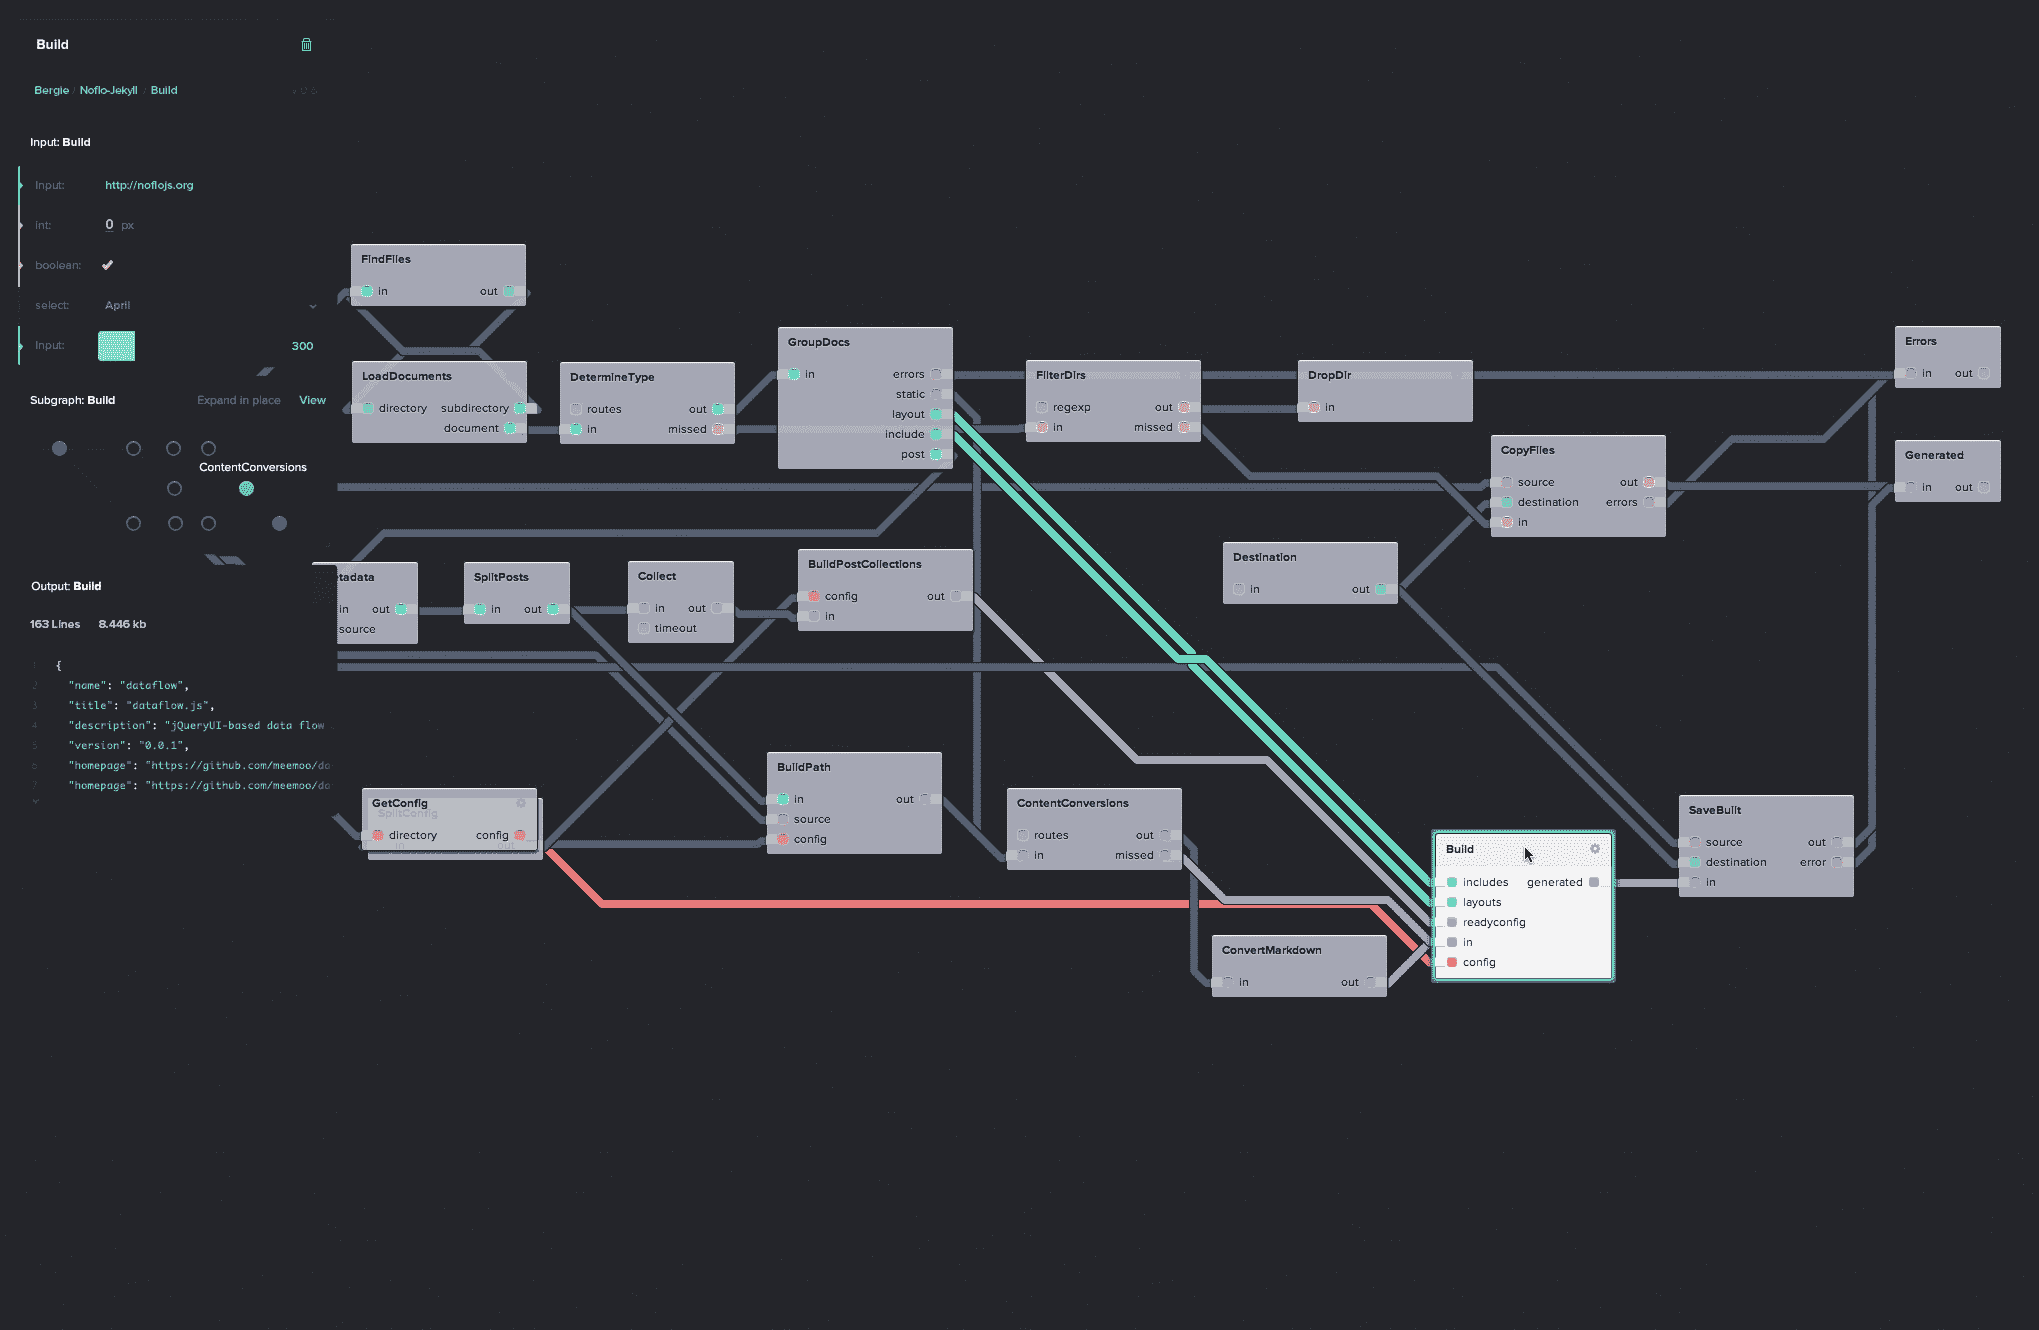 Build
Bergie / Noflo-Jekyll / Build
Input: Build
Input: http://noflojs.org
int: 0 px
boolean:
select: April
Input: 300
Subgraph: Build Expand in place View
ContentConversions
Output: Build
163 Lines 8.446 kb
1 {
2 "name": "dataflow",
3 "title": "dataflow.js",
4 "description": "jQueryUI-based data flow
5 "version": "0.0.1",
6 "homepage": "https://github.com/meemoo/da
7 "homepage": "https://github.com/meemoo/da
FindFiles
in out
LoadDocuments
directory subdirectory
document
DetermineType
routes out
in missed
GroupDocs
in errors
static
layout
include
post
FilterDirs
regexp out
in missed
DropDir
in
Errors
in out
CopyFiles
source out
destination errors
in
Generated
in out
Destination
in out
tadata
in out
source
SplitPosts
in out
Collect
in out
timeout
BuildPostCollections
config out
in
GetConfig
SplitConfig
directory config
in out
BuildPath
in out
source
config
ContentConversions
routes out
in missed
ConvertMarkdown
in out
Build
includes generated
layouts
readyconfig
in
config
SaveBuilt
source out
destination error
in